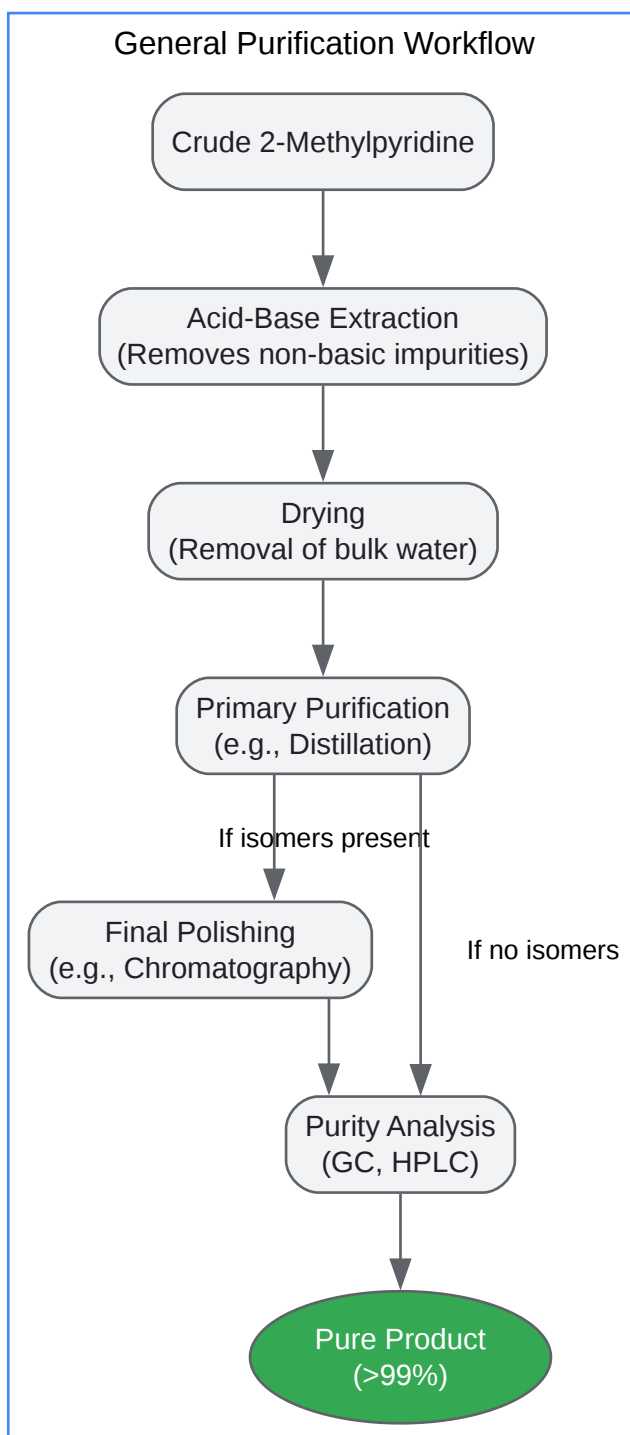 General Purification Workflow
Crude 2-Methylpyridine
Acid-Base Extraction
(Removes non-basic impurities)
Drying
(Removal of bulk water)
Primary Purification
(e.g., Distillation)
If isomers present
Final Polishing
(e.g., Chromatography)
If no isomers
Purity Analysis
(GC, HPLC)
Pure Product
(>99%)